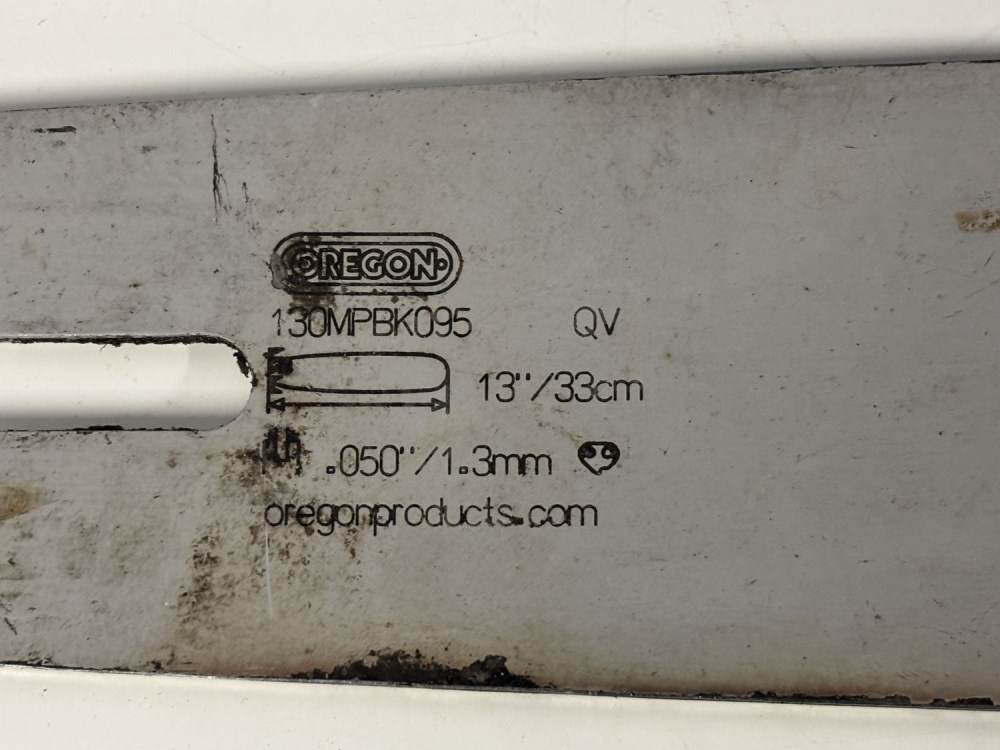 OREGON
130MPBK095 QV
13"/33cm
.050"/1.3mm
oregonproducts.com